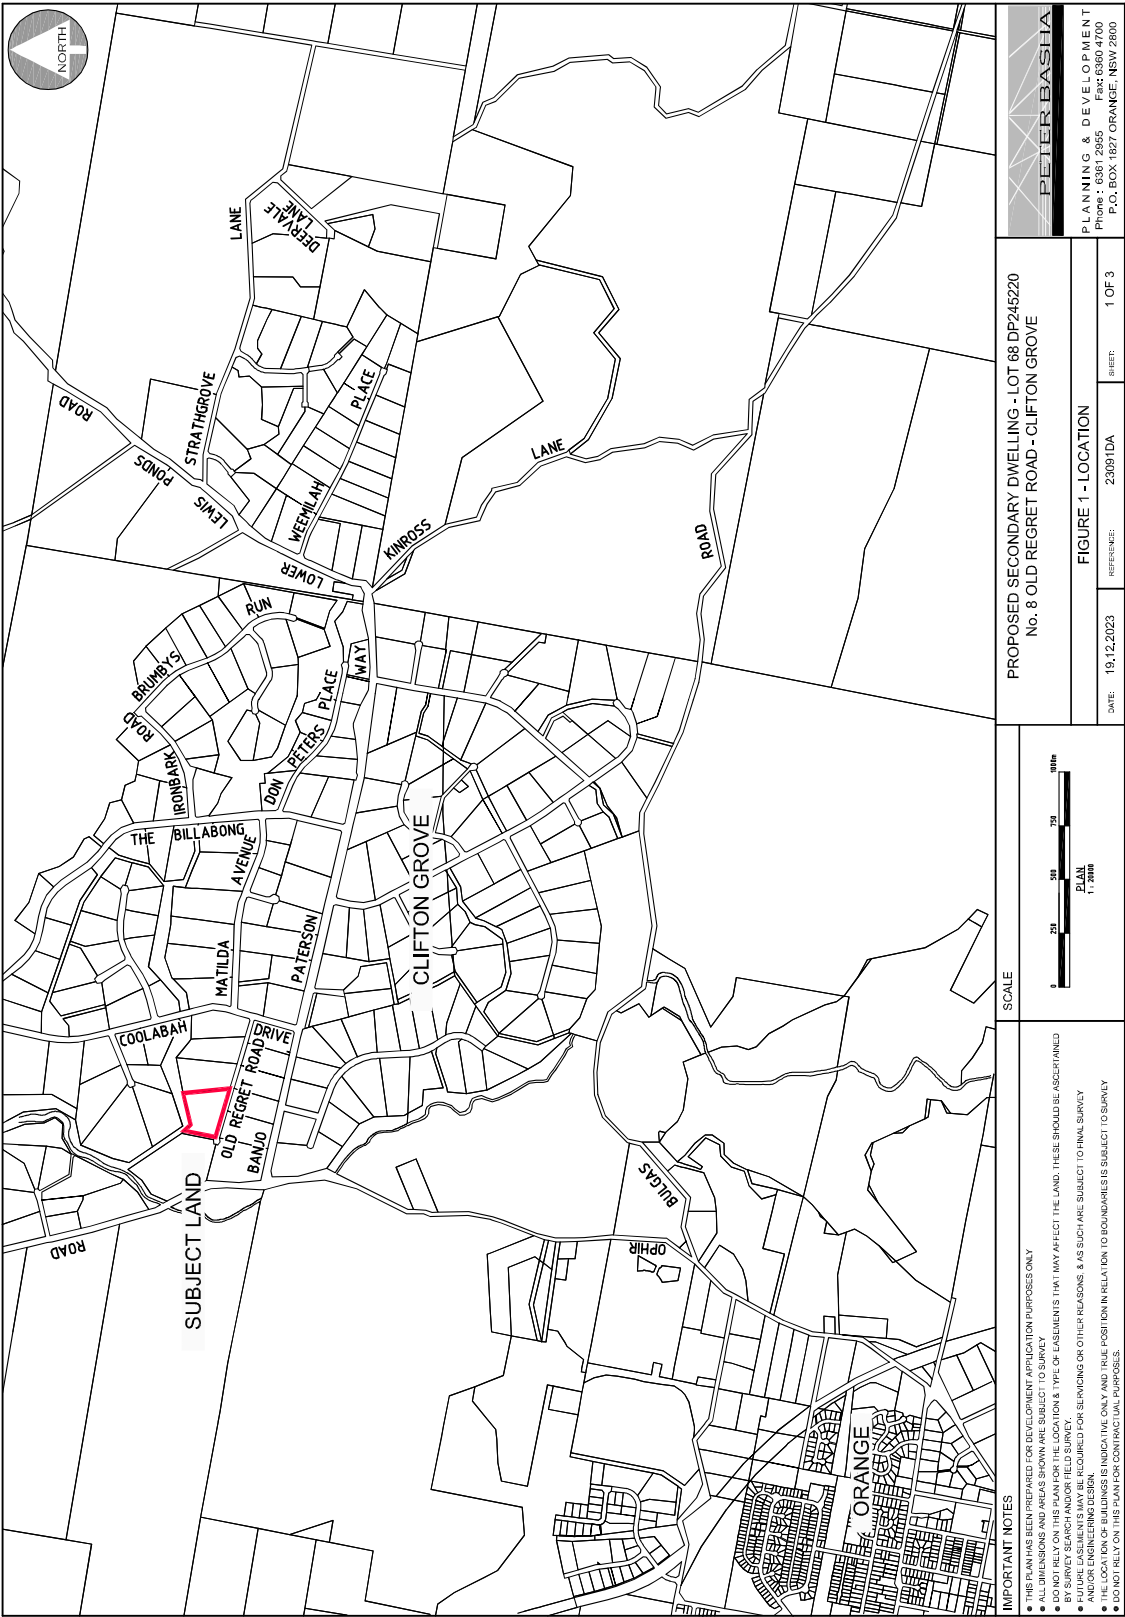 NORTH
ROAD
PONDS
LEWIS
LOWER
STRATHGROVE
LANE
DEERVALE
LANE
WEEMILAH
PLACE
KINROSS
LANE
ROAD
BRUMBYS
RUN
ROAD
IRONBARK
THE BILLABONG
DON
PETERS
PLACE
WAY
AVENUE
MATILDA
PATERSON
CLIFTON GROVE
COOLABAH
DRIVE
OLD REGRET ROAD
BANJO
SUBJECT LAND
ROAD
BULGAS
OPHIR
ORANGE
IMPORTANT NOTES
● THIS PLAN HAS BEEN PREPARED FOR DEVELOPMENT APPLICATION PURPOSES ONLY
● ALL DIMENSIONS AND AREAS SHOWN ARE SUBJECT TO SURVEY
● DO NOT RELY ON THIS PLAN FOR THE LOCATION & TYPE OF EASEMENTS THAT MAY AFFECT THE LAND. THESE SHOULD BE ASCERTAINED
BY SURVEY SEARCH AND/OR FIELD SURVEY.
● FUTURE EASEMENTS MAY BE REQUIRED FOR SERVICING OR OTHER REASONS, & AS SUCH ARE SUBJECT TO FINAL SURVEY
AND/OR ENGINEERING DESIGN.
● THE LOCATION OF BUILDINGS IS INDICATIVE ONLY AND TRUE POSITION IN RELATION TO BOUNDARIES IS SUBJECT TO SURVEY
● DO NOT RELY ON THIS PLAN FOR CONTRACTUAL PURPOSES.
SCALE
0 250 500 750 1000m
PLAN
1 : 20000
PROPOSED SECONDARY DWELLING - LOT 68 DP245220
No. 8 OLD REGRET ROAD - CLIFTON GROVE
FIGURE 1 - LOCATION
DATE: 19.12.2023
REFERENCE: 23091DA
SHEET: 1 OF 3
PETER BASHA
PLANNING & DEVELOPMENT
Phone : 6361 2955 Fax: 6360 4700
P.O. BOX 1827 ORANGE, NSW 2800